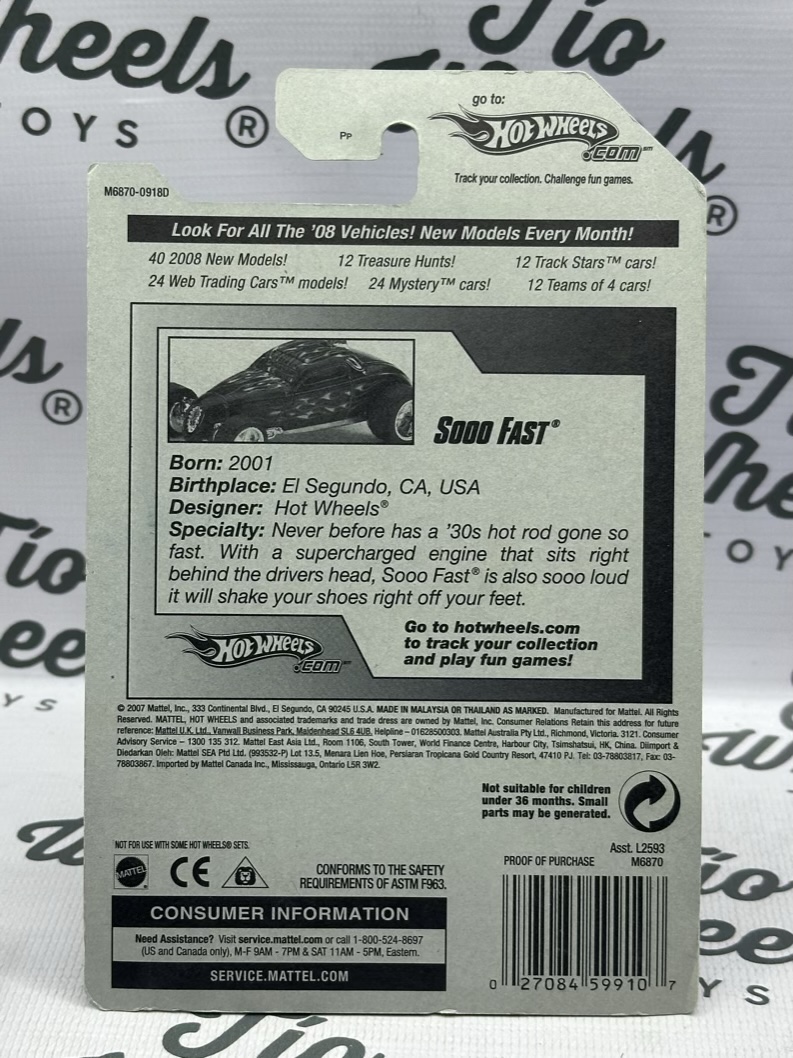 heels
Tio
Wheels
TOYS
OYS ®
®
go to:
HOT WHEELS
.COM℠
Track your collection. Challenge fun games.
PP
M6870-0918D
Look For All The '08 Vehicles! New Models Every Month!
40 2008 New Models! 12 Treasure Hunts! 12 Track Stars™ cars!
24 Web Trading Cars™ models! 24 Mystery™ cars! 12 Teams of 4 cars!
SOOO FAST®
Born: 2001
Birthplace: El Segundo, CA, USA
Designer: Hot Wheels®
Specialty: Never before has a '30s hot rod gone so
fast. With a supercharged engine that sits right
behind the drivers head, Sooo Fast® is also sooo loud
it will shake your shoes right off your feet.
HOT WHEELS
.COM℠
Go to hotwheels.com
to track your collection
and play fun games!
© 2007 Mattel, Inc., 333 Continental Blvd., El Segundo, CA 90245 U.S.A. MADE IN MALAYSIA OR THAILAND AS MARKED. Manufactured for Mattel. All Rights
Reserved. MATTEL, HOT WHEELS and associated trademarks and trade dress are owned by Mattel, Inc. Consumer Relations Retain this address for future
reference: Mattel U.K. Ltd., Vanwall Business Park, Maidenhead SL6 4UB. Helpline – 01628500303. Mattel Australia Pty Ltd., Richmond, Victoria. 3121. Consumer
Advisory Service – 1300 135 312. Mattel East Asia Ltd., Room 1106, South Tower, World Finance Centre, Harbour City, Tsimshatsui, HK, China. Diimport &
Diedarkan Oleh: Mattel SEA Ptd Ltd. (993532-P) Lot 13.5, Menara Lien Hoe, Persiaran Tropicana Gold Country Resort, 47410 PJ. Tel: 03-78803817, Fax: 03-
78803867. Imported by Mattel Canada Inc., Mississauga, Ontario L5R 3W2.
Not suitable for children
under 36 months. Small
parts may be generated.
NOT FOR USE WITH SOME HOT WHEELS® SETS.
MATTEL
CE
CONFORMS TO THE SAFETY
REQUIREMENTS OF ASTM F963.
Asst. L2593
PROOF OF PURCHASE M6870
CONSUMER INFORMATION
Need Assistance? Visit service.mattel.com or call 1-800-524-8697
(US and Canada only), M-F 9AM - 7PM & SAT 11AM - 5PM, Eastern.
SERVICE.MATTEL.COM
0 27084 59910 7